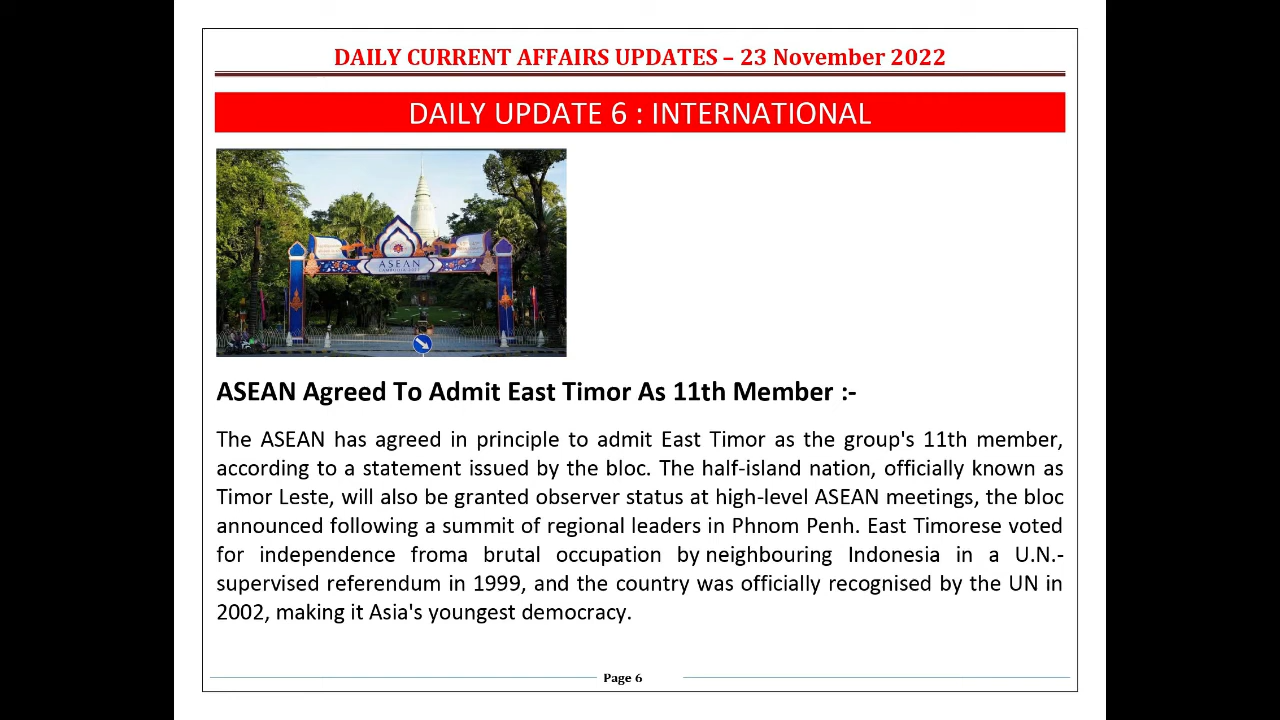 DAILY CURRENT AFFAIRS UPDATES – 23 November 2022
DAILY UPDATE 6 : INTERNATIONAL
ASEAN
ASEAN Agreed To Admit East Timor As 11th Member :-
The ASEAN has agreed in principle to admit East Timor as the group's 11th member,
according to a statement issued by the bloc. The half-island nation, officially known as
Timor Leste, will also be granted observer status at high-level ASEAN meetings, the bloc
announced following a summit of regional leaders in Phnom Penh. East Timorese voted
for independence froma brutal occupation by neighbouring Indonesia in a U.N.-
supervised referendum in 1999, and the country was officially recognised by the UN in
2002, making it Asia's youngest democracy.
Page 6